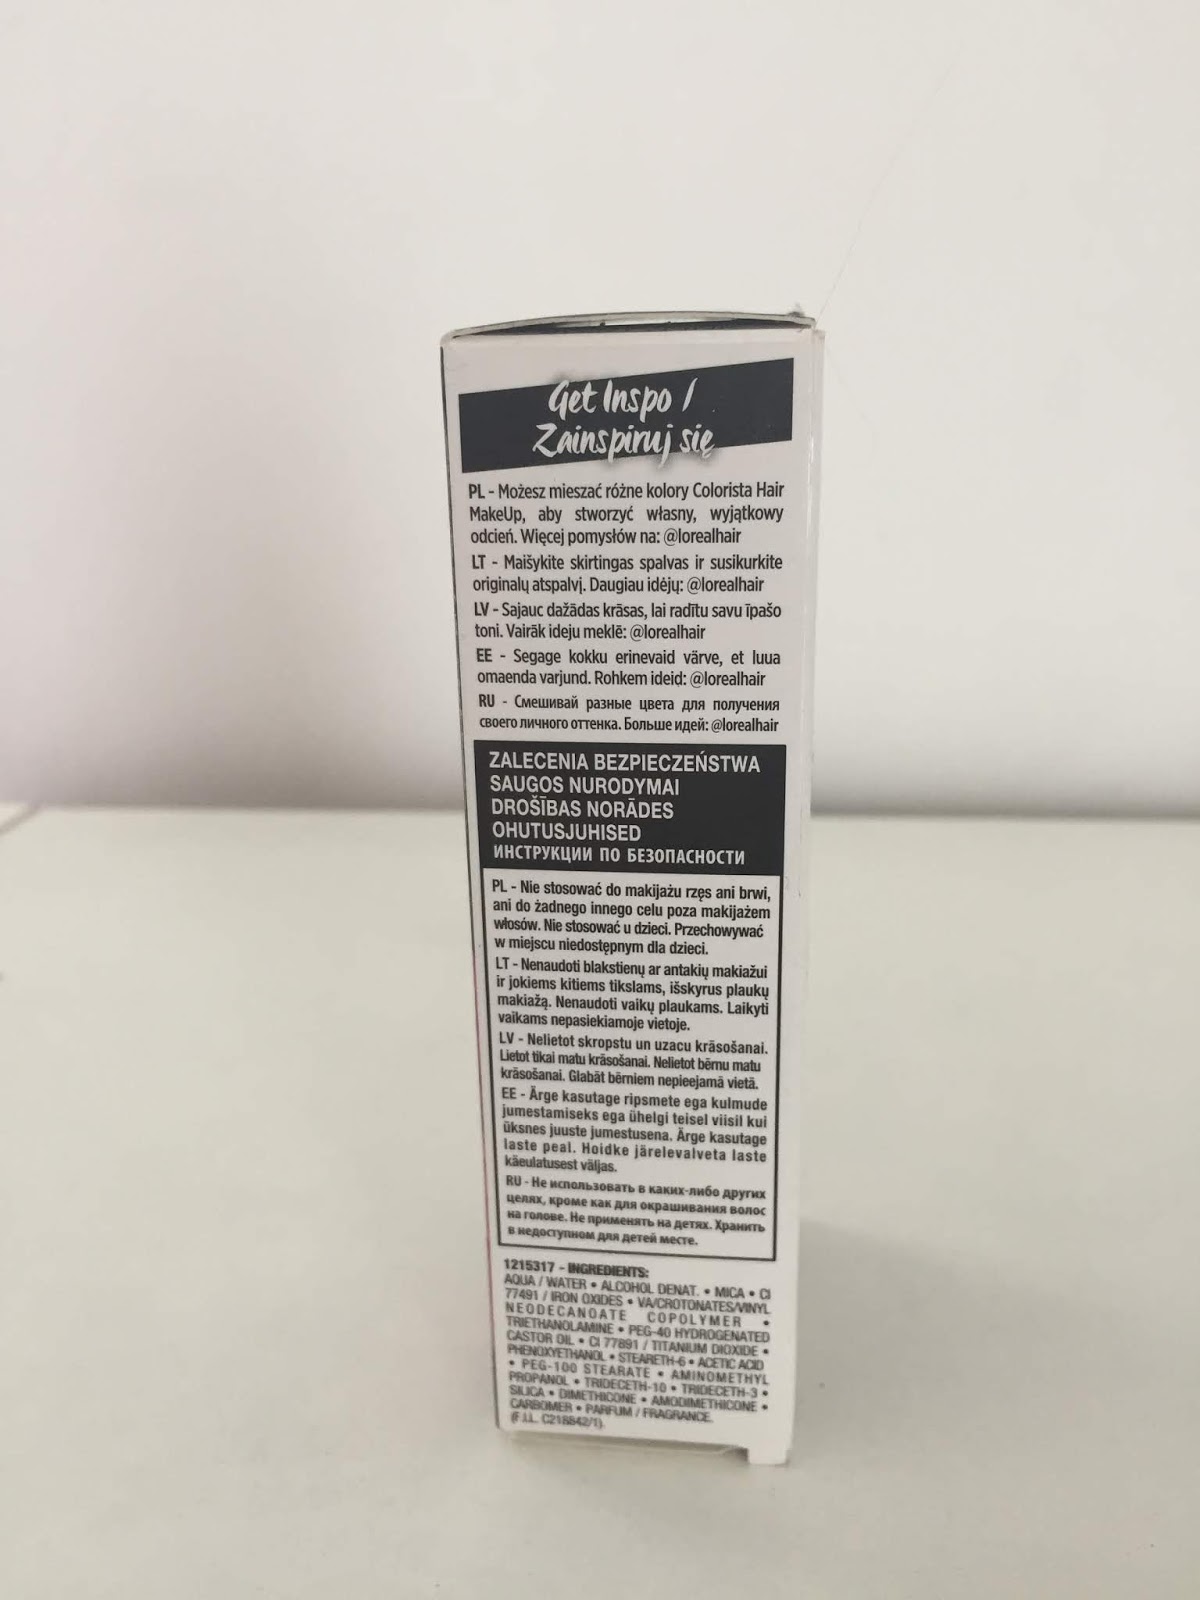 Get Inspo /
Zainspiruj się
PL - Możesz mieszać różne kolory Colorista Hair
MakeUp, aby stworzyć własny, wyjątkowy
odcień. Więcej pomysłów na: @lorealhair
LT - Maišykite skirtingas spalvas ir susikurkite
originalų atspalvį. Daugiau idėjų: @lorealhair
LV - Sajauc dažādas krāsas, lai radītu savu īpašo
toni. Vairāk ideju meklē: @lorealhair
EE - Segage kokku erinevaid värve, et luua
omaenda varjund. Rohkem ideid: @lorealhair
RU - Смешивай разные цвета для получения
своего личного оттенка. Больше идей: @lorealhair
ZALECENIA BEZPIECZEŃSTWA
SAUGOS NURODYMAI
DROŠĪBAS NORĀDES
OHUTUSJUHISED
ИНСТРУКЦИИ ПО БЕЗОПАСНОСТИ
PL - Nie stosować do makijażu rzęs ani brwi,
ani do żadnego innego celu poza makijażem
włosów. Nie stosować u dzieci. Przechowywać
w miejscu niedostępnym dla dzieci.
LT - Nenaudoti blakstienų ar antakių makiažui
ir jokiems kitiems tikslams, išskyrus plaukų
makiažą. Nenaudoti vaikų plaukams. Laikyti
vaikams nepasiekiamoje vietoje.
LV - Nelietot skropstu un uzacu krāsošanai.
Lietot tikai matu krāsošanai. Nelietot bērnu matu
krāsošanai. Glabāt bērniem nepieejamā vietā.
EE - Ärge kasutage ripsmete ega kulmude
jumestamiseks ega ühelgi teisel viisil kui
üksnes juuste jumestusena. Ärge kasutage
laste peal. Hoidke järelevalveta laste
käeulatusest väljas.
RU - Не использовать в каких-либо других
целях, кроме как для окрашивания волос
на голове. Не применять на детях. Хранить
в недоступном для детей месте.
1215317 - INGREDIENTS:
AQUA / WATER • ALCOHOL DENAT. • MICA • CI
77491 / IRON OXIDES • VA/CROTONATES/VINYL
NEODECANOATE COPOLYMER •
TRIETHANOLAMINE • PEG-40 HYDROGENATED
CASTOR OIL • CI 77891 / TITANIUM DIOXIDE •
PHENOXYETHANOL • STEARETH-6 • ACETIC ACID
• PEG-100 STEARATE • AMINOMETHYL
PROPANOL • TRIDECETH-10 • TRIDECETH-3 •
SILICA • DIMETHICONE • AMODIMETHICONE •
CARBOMER • PARFUM / FRAGRANCE.
(F.I.L. C218842/1).